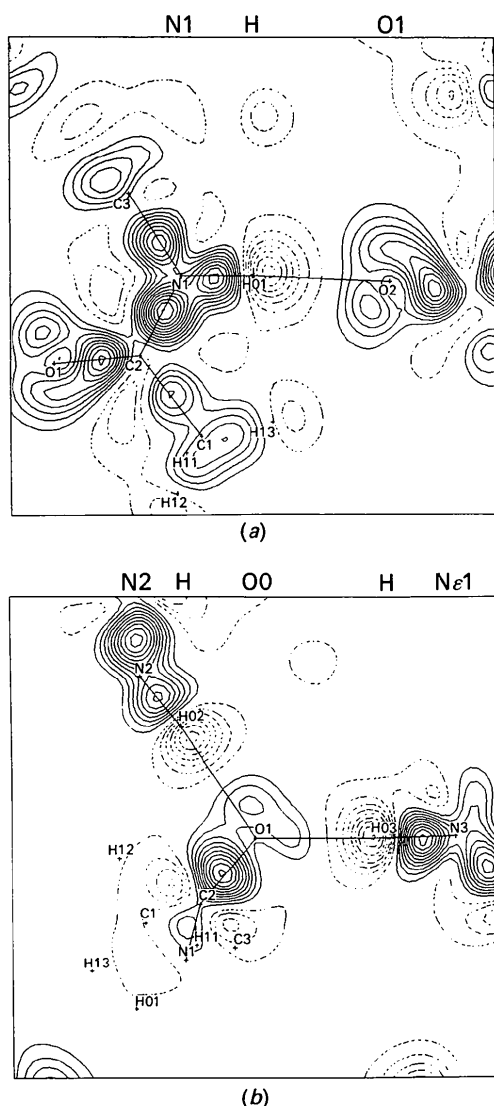 N1 H O1
C3
N1
H01
O2
O1
C2
H13
C1
H11
H12
(a)
N2 H O0 H Nε1
N2
H02
O1
H03
N3
H12
C2
C1
H11
C3
N1
H13
H01
(b)